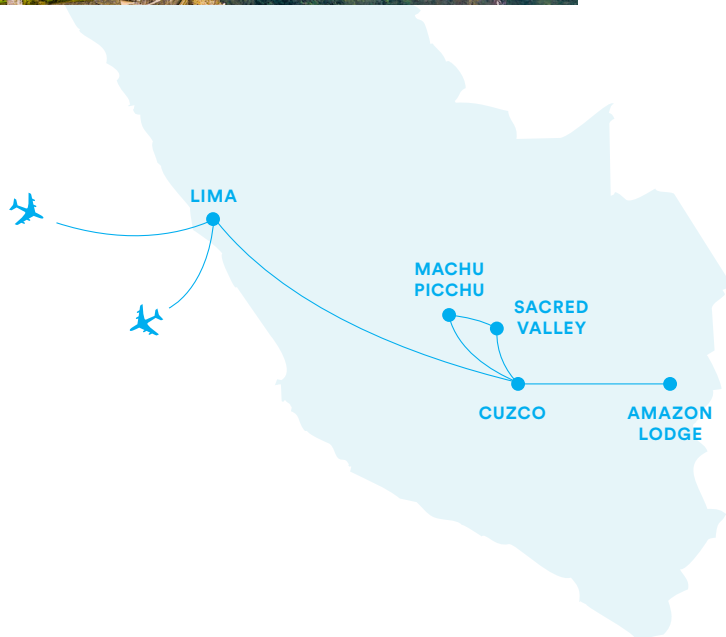 LIMA
MACHU
PICCHU
SACRED
VALLEY
CUZCO
AMAZON
LODGE